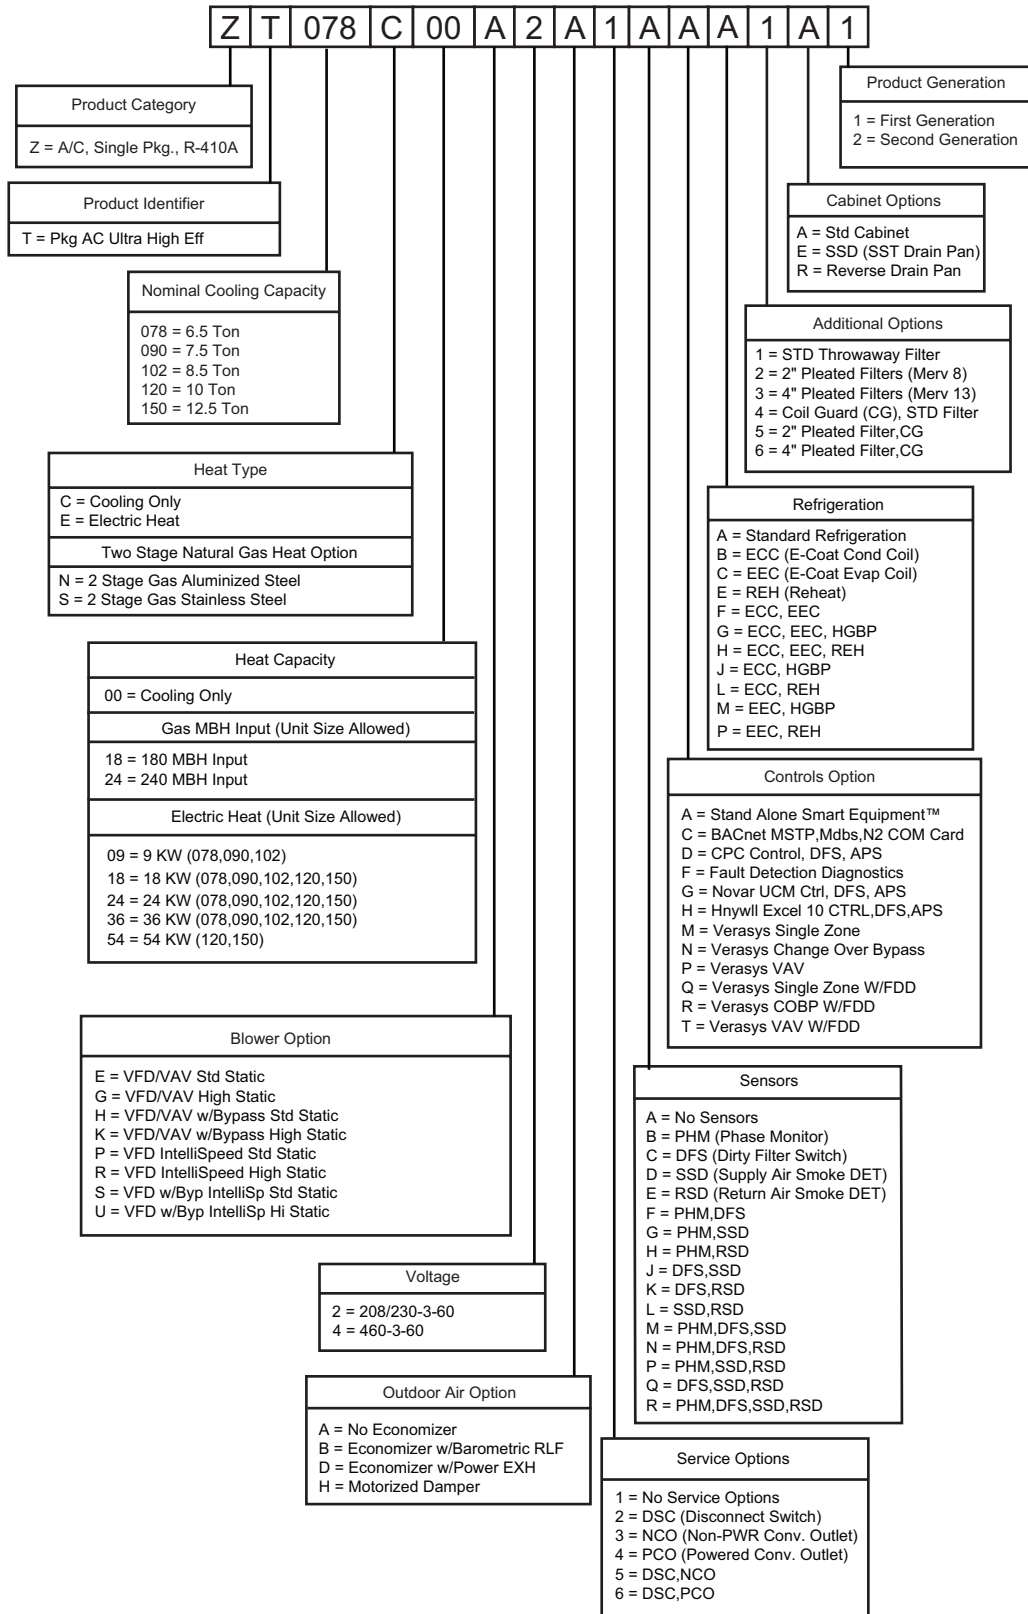 Z T 078 C 00 A 2 A 1 A A A 1 A 1
Product Category
Z = A/C, Single Pkg., R-410A
Product Identifier
T = Pkg AC Ultra High Eff
Nominal Cooling Capacity
078 = 6.5 Ton
090 = 7.5 Ton
102 = 8.5 Ton
120 = 10 Ton
150 = 12.5 Ton
Heat Type
C = Cooling Only
E = Electric Heat
Two Stage Natural Gas Heat Option
N = 2 Stage Gas Aluminized Steel
S = 2 Stage Gas Stainless Steel
Heat Capacity
00 = Cooling Only
Gas MBH Input (Unit Size Allowed)
18 = 180 MBH Input
24 = 240 MBH Input
Electric Heat (Unit Size Allowed)
09 = 9 KW (078,090,102)
18 = 18 KW (078,090,102,120,150)
24 = 24 KW (078,090,102,120,150)
36 = 36 KW (078,090,102,120,150)
54 = 54 KW (120,150)
Blower Option
E = VFD/VAV Std Static
G = VFD/VAV High Static
H = VFD/VAV w/Bypass Std Static
K = VFD/VAV w/Bypass High Static
P = VFD IntelliSpeed Std Static
R = VFD IntelliSpeed High Static
S = VFD w/Byp IntelliSp Std Static
U = VFD w/Byp IntelliSp Hi Static
Voltage
2 = 208/230-3-60
4 = 460-3-60
Outdoor Air Option
A = No Economizer
B = Economizer w/Barometric RLF
D = Economizer w/Power EXH
H = Motorized Damper
Product Generation
1 = First Generation
2 = Second Generation
Cabinet Options
A = Std Cabinet
E = SSD (SST Drain Pan)
R = Reverse Drain Pan
Additional Options
1 = STD Throwaway Filter
2 = 2" Pleated Filters (Merv 8)
3 = 4" Pleated Filters (Merv 13)
4 = Coil Guard (CG), STD Filter
5 = 2" Pleated Filter,CG
6 = 4" Pleated Filter,CG
Refrigeration
A = Standard Refrigeration
B = ECC (E-Coat Cond Coil)
C = EEC (E-Coat Evap Coil)
E = REH (Reheat)
F = ECC, EEC
G = ECC, EEC, HGBP
H = ECC, EEC, REH
J = ECC, HGBP
L = ECC, REH
M = EEC, HGBP
P = EEC, REH
Controls Option
A = Stand Alone Smart Equipment™
C = BACnet MSTP,Mdbs,N2 COM Card
D = CPC Control, DFS, APS
F = Fault Detection Diagnostics
G = Novar UCM Ctrl, DFS, APS
H = Hnywll Excel 10 CTRL,DFS,APS
M = Verasys Single Zone
N = Verasys Change Over Bypass
P = Verasys VAV
Q = Verasys Single Zone W/FDD
R = Verasys COBP W/FDD
T = Verasys VAV W/FDD
Sensors
A = No Sensors
B = PHM (Phase Monitor)
C = DFS (Dirty Filter Switch)
D = SSD (Supply Air Smoke DET)
E = RSD (Return Air Smoke DET)
F = PHM,DFS
G = PHM,SSD
H = PHM,RSD
J = DFS,SSD
K = DFS,RSD
L = SSD,RSD
M = PHM,DFS,SSD
N = PHM,DFS,RSD
P = PHM,SSD,RSD
Q = DFS,SSD,RSD
R = PHM,DFS,SSD,RSD
Service Options
1 = No Service Options
2 = DSC (Disconnect Switch)
3 = NCO (Non-PWR Conv. Outlet)
4 = PCO (Powered Conv. Outlet)
5 = DSC,NCO
6 = DSC,PCO